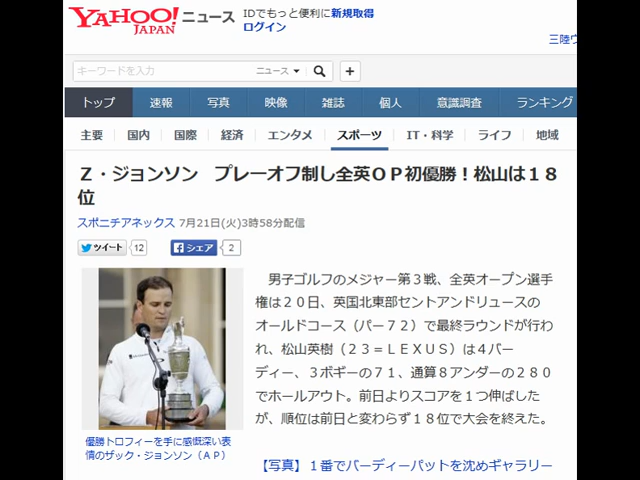 YAHOO! JAPAN ニュース
IDでもっと便利に新規取得
ログイン
三陸
キーワードを入力 ニュース
トップ 速報 写真 映像 雑誌 個人 意識調査 ランキング
主要 国内 国際 経済 エンタメ スポーツ IT・科学 ライフ 地域
Ｚ・ジョンソン　プレーオフ制し全英ＯＰ初優勝！松山は１８
位
スポニチアネックス 7月21日(火)3時58分配信
ツイート 12 シェア 2
男子ゴルフのメジャー第３戦、全英オープン選手
権は２０日、英国北東部セントアンドリュースの
オールドコース（パー７２）で最終ラウンドが行わ
れ、松山英樹（２３＝ＬＥＸＵＳ）は４バー
ディー、３ボギーの７１、通算８アンダーの２８０
でホールアウト。前日よりスコアを１つ伸ばした
が、順位は前日と変わらず１８位で大会を終えた。
優勝トロフィーを手に感慨深い表
情のザック・ジョンソン（ＡＰ）
【写真】１番でバーディーパットを沈めギャラリー